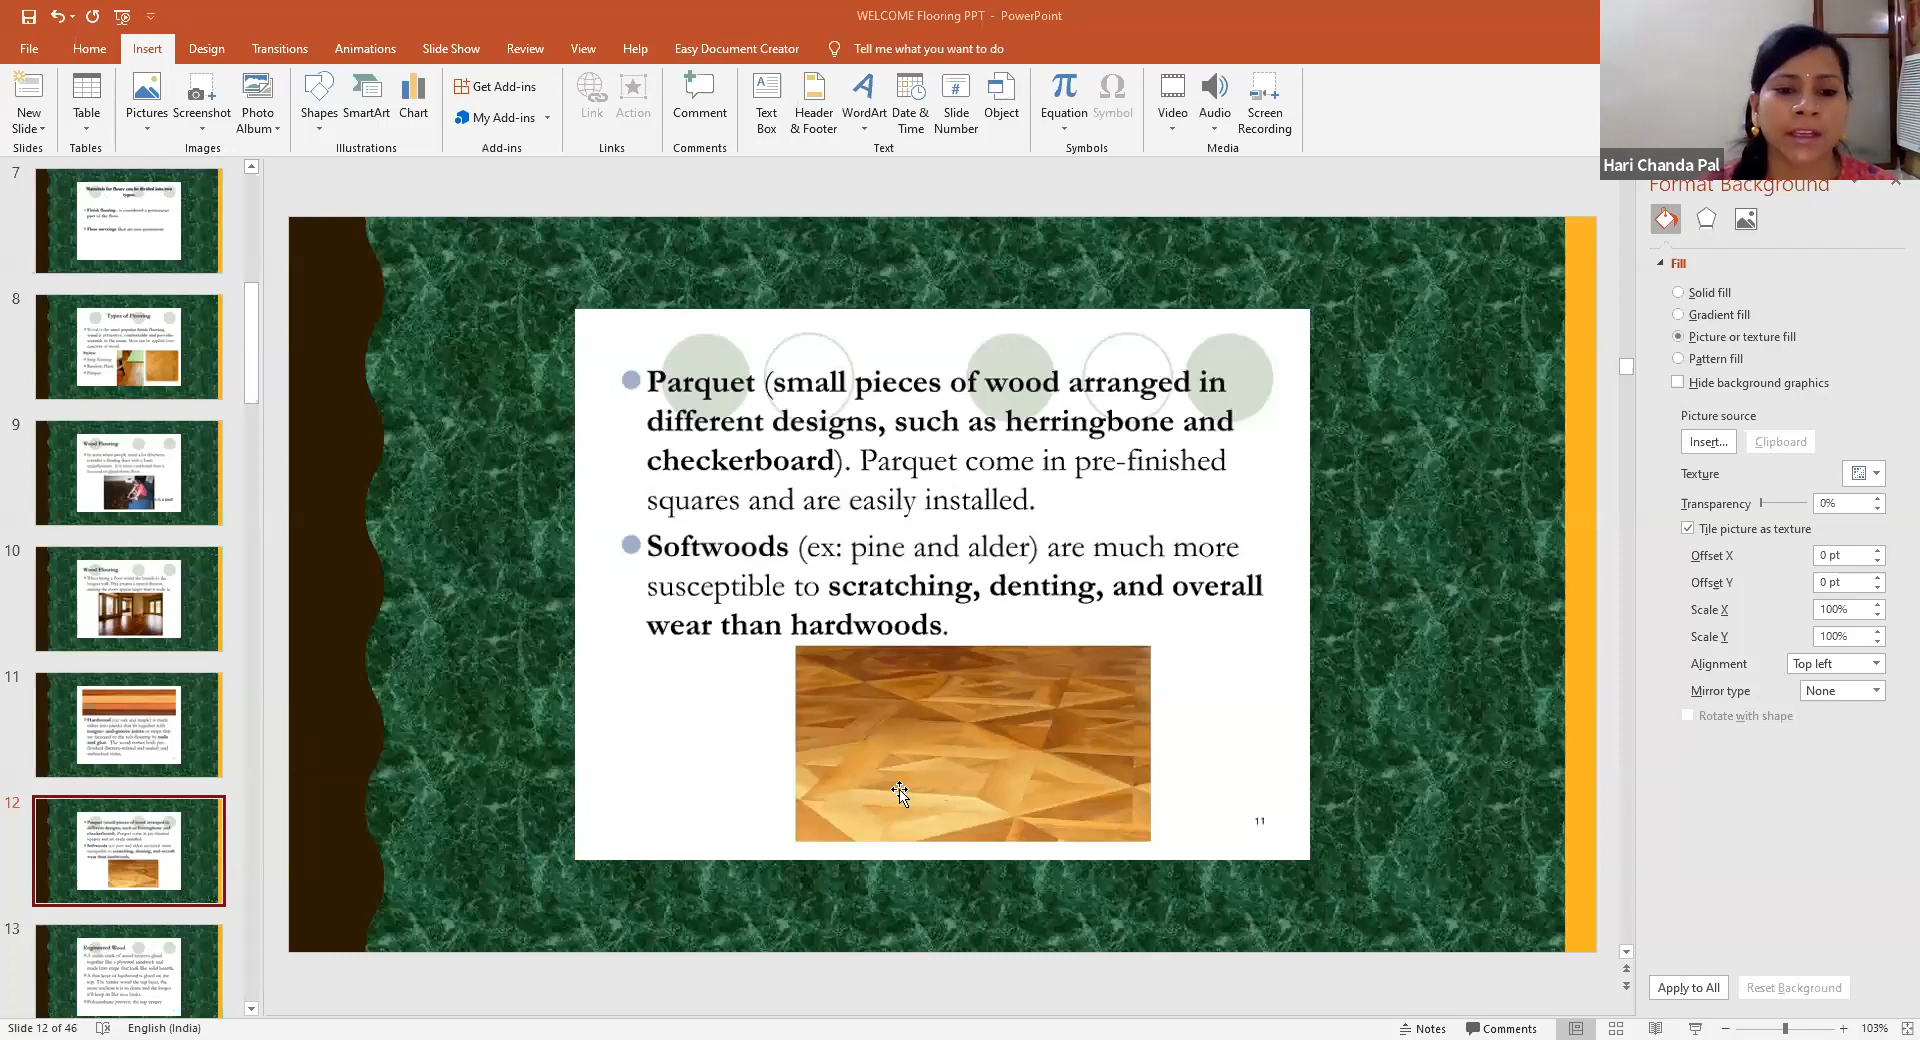 WELCOME Flooring PPT - PowerPoint
File Home Insert Design Transitions Animations Slide Show Review View Help Easy Document Creator Tell me what you want to do
New Slide
Table
Pictures
Screenshot
Photo Album
Shapes
SmartArt
Chart
Get Add-ins
My Add-ins
Link
Action
Comment
Text Box
Header & Footer
WordArt
Date & Time
Slide Number
Object
Equation
Symbol
Video
Audio
Screen Recording
Slides Tables Images Illustrations Add-ins Links Comments Text Symbols Media
Hari Chanda Pal
7
8
Types of Flooring
9
Wood Flooring
10
Wood Flooring
11
12
13
Engineered Wood
Parquet (small pieces of wood arranged in
different designs, such as herringbone and
checkerboard). Parquet come in pre-finished
squares and are easily installed.
Softwoods (ex: pine and alder) are much more
susceptible to scratching, denting, and overall
wear than hardwoods.
11
Format Background
Fill
Solid fill
Gradient fill
Picture or texture fill
Pattern fill
Hide background graphics
Picture source
Insert... Clipboard
Texture
Transparency 0%
Tile picture as texture
Offset X 0 pt
Offset Y 0 pt
Scale X 100%
Scale Y 100%
Alignment Top left
Mirror type None
Rotate with shape
Apply to All Reset Background
Slide 12 of 46 English (India) Notes Comments 103%